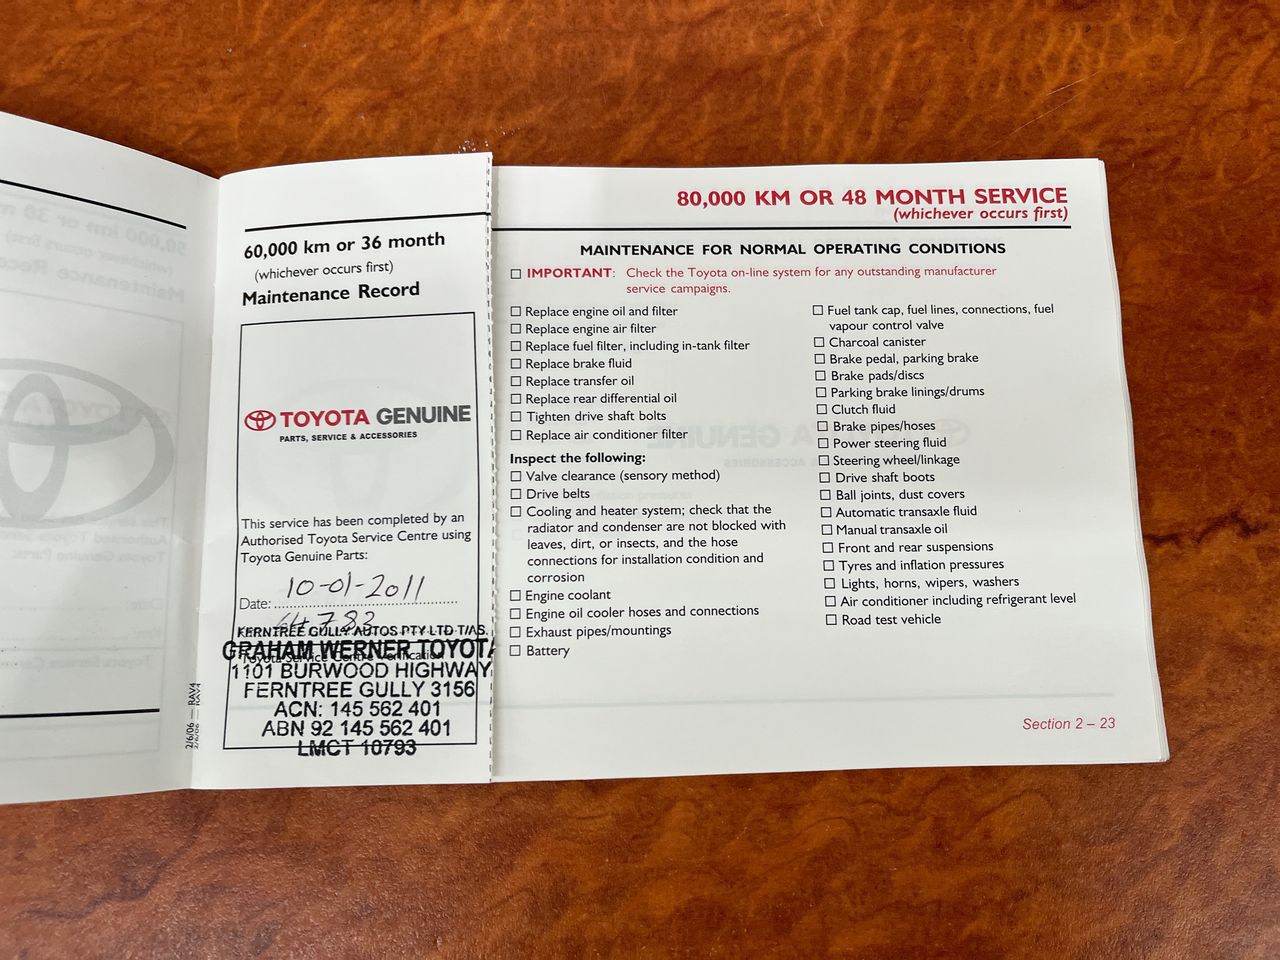 60,000 km or 36 month
(whichever occurs first)
Maintenance Record
TOYOTA GENUINE
PARTS, SERVICE & ACCESSORIES
This service has been completed by an
Authorised Toyota Service Centre using
Toyota Genuine Parts:
Date: 10-01-2011
64783
KERNTREE GULLY AUTOS PTY LTD T/AS.
GRAHAM WERNER TOYOTA
Toyota Service Centre Verification
1101 BURWOOD HIGHWAY
FERNTREE GULLY 3156
ACN: 145 562 401
ABN 92 145 562 401
LMCT 10793
2/6/06 — RAV4
80,000 KM OR 48 MONTH SERVICE
(whichever occurs first)
MAINTENANCE FOR NORMAL OPERATING CONDITIONS
IMPORTANT: Check the Toyota on-line system for any outstanding manufacturer
service campaigns.
Replace engine oil and filter
Replace engine air filter
Replace fuel filter, including in-tank filter
Replace brake fluid
Replace transfer oil
Replace rear differential oil
Tighten drive shaft bolts
Replace air conditioner filter
Inspect the following:
Valve clearance (sensory method)
Drive belts
Cooling and heater system; check that the
radiator and condenser are not blocked with
leaves, dirt, or insects, and the hose
connections for installation condition and
corrosion
Engine coolant
Engine oil cooler hoses and connections
Exhaust pipes/mountings
Battery
Fuel tank cap, fuel lines, connections, fuel
vapour control valve
Charcoal canister
Brake pedal, parking brake
Brake pads/discs
Parking brake linings/drums
Clutch fluid
Brake pipes/hoses
Power steering fluid
Steering wheel/linkage
Drive shaft boots
Ball joints, dust covers
Automatic transaxle fluid
Manual transaxle oil
Front and rear suspensions
Tyres and inflation pressures
Lights, horns, wipers, washers
Air conditioner including refrigerant level
Road test vehicle
Section 2 – 23